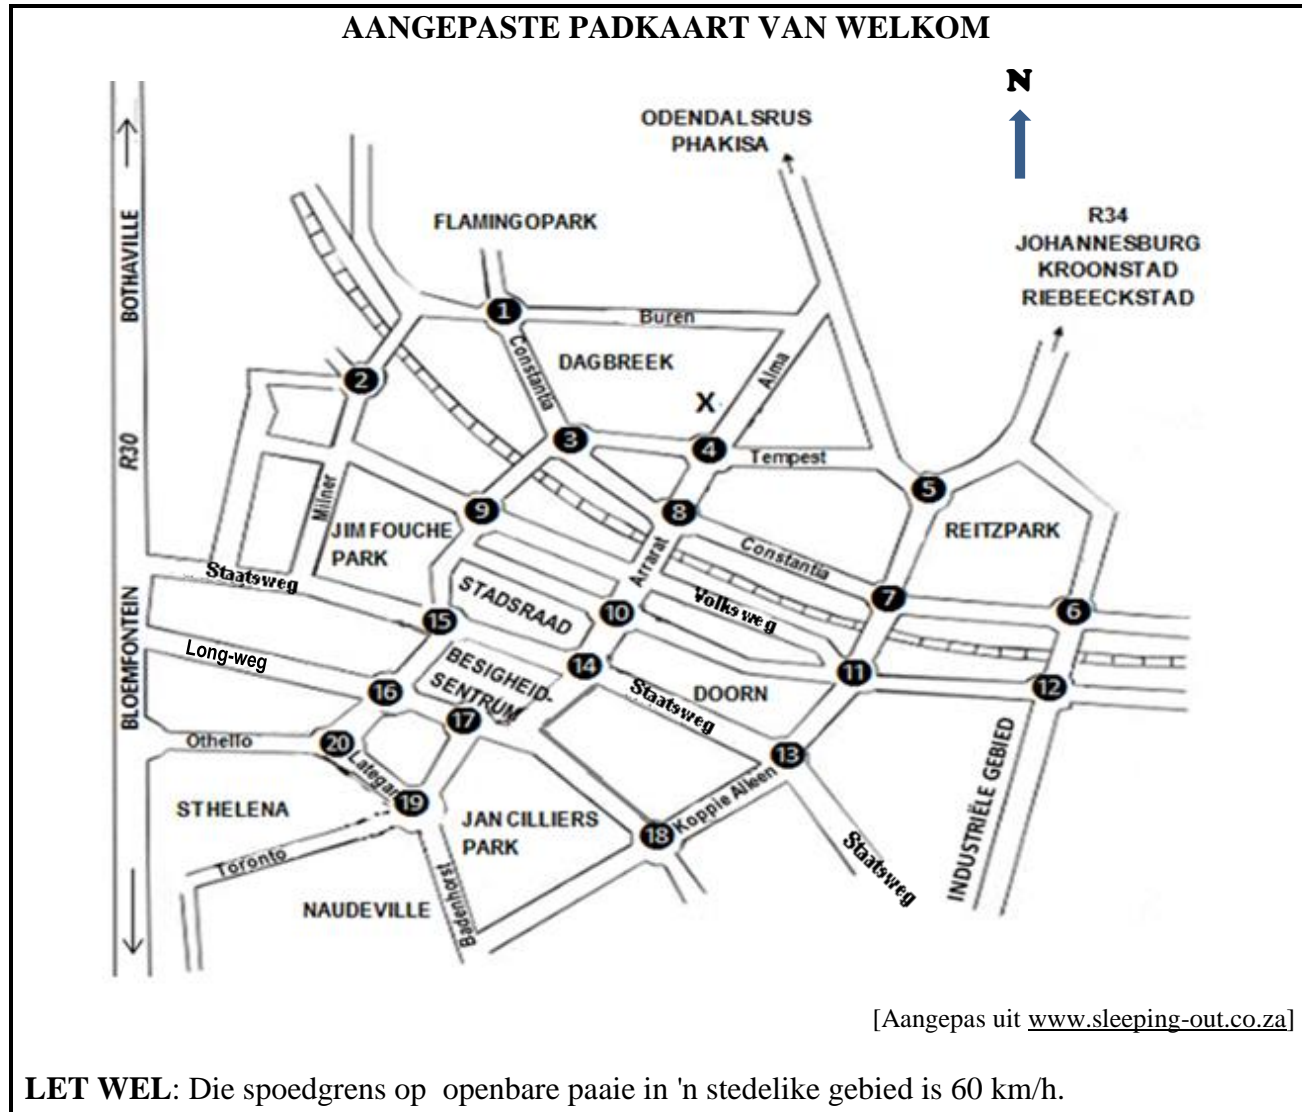 AANGEPASTE PADKAART VAN WELKOM
N
ODENDALSRUS
PHAKISA
R34
JOHANNESBURG
KROONSTAD
RIEBEECKSTAD
FLAMINGOPARK
BOTHAVILLE
R30
BLOEMFONTEIN
1
Buren
Constantia
DAGBREEK
Alma
X
2
3
4
Tempest
5
Milner
9
8
REITZPARK
JIM FOUCHE
PARK
Ararat
Constantia
Staatsweg
STADSRAAD
7
6
15
10
Volksweg
Long-weg
BESIGHEID-
SENTRUM
14
11
DOORN
12
16
17
Staatsweg
Othello
20
Lategan
13
INDUSTRIËLE GEBIED
ST HELENA
19
JAN CILLIERS
PARK
18
Koppie Alleen
Toronto
Badenhorst
Staatsweg
NAUDEVILLE
[Aangepas uit www.sleeping-out.co.za]
LET WEL: Die spoedgrens op openbare paaie in 'n stedelike gebied is 60 km/h.